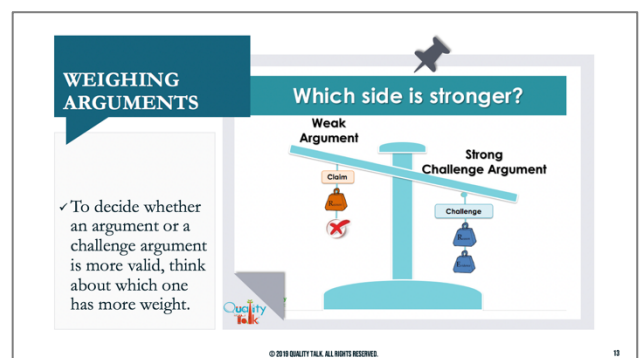 WEIGHING
ARGUMENTS
Which side is stronger?
Weak
Argument
Strong
Challenge Argument
Claim
Challenge
✓ To decide whether
an argument or a
challenge argument
is more valid, think
about which one
has more weight.
Quality
Talk
© 2019 QUALITY TALK. ALL RIGHTS RESERVED.
13